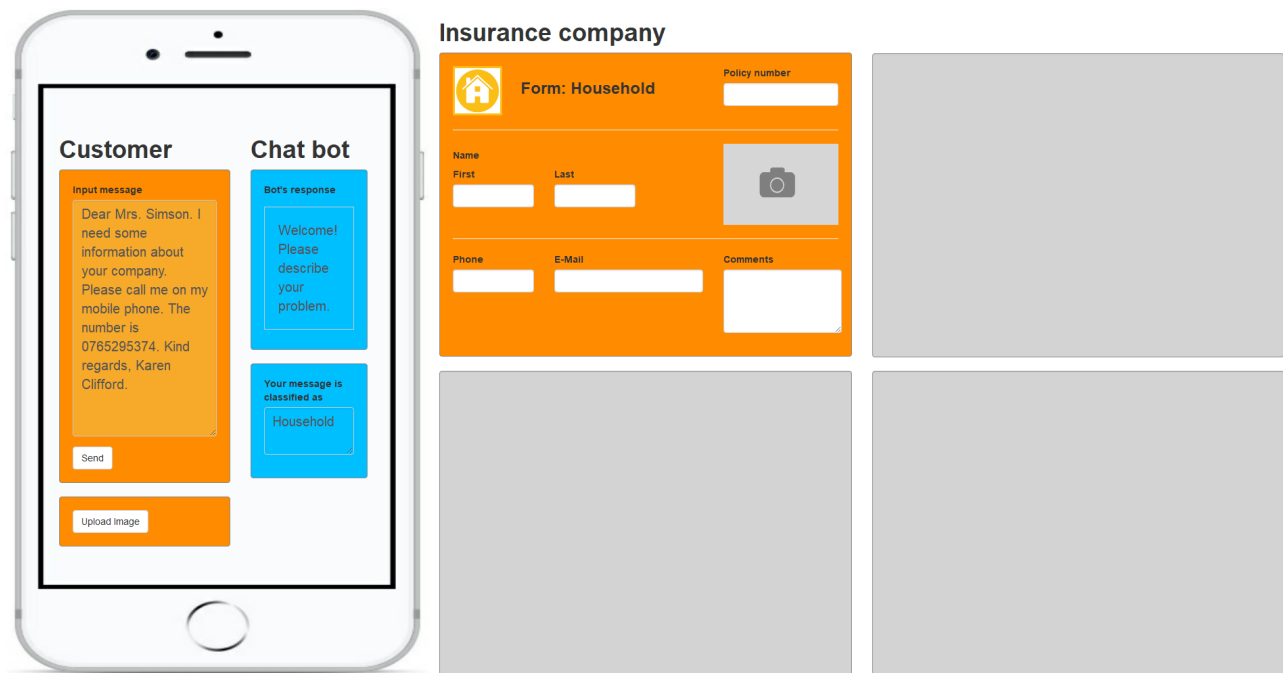 Insurance company
Customer
Chat bot
Input message
Dear Mrs. Simson. I
need some
information about
your company.
Please call me on my
mobile phone. The
number is
0765295374. Kind
regards, Karen
Clifford.
Send
Upload Image
Bot's response
Welcome!
Please
describe
your
problem.
Your message is
classified as
Household
Form: Household
Policy number
Name
First
Last
Phone
E-Mail
Comments